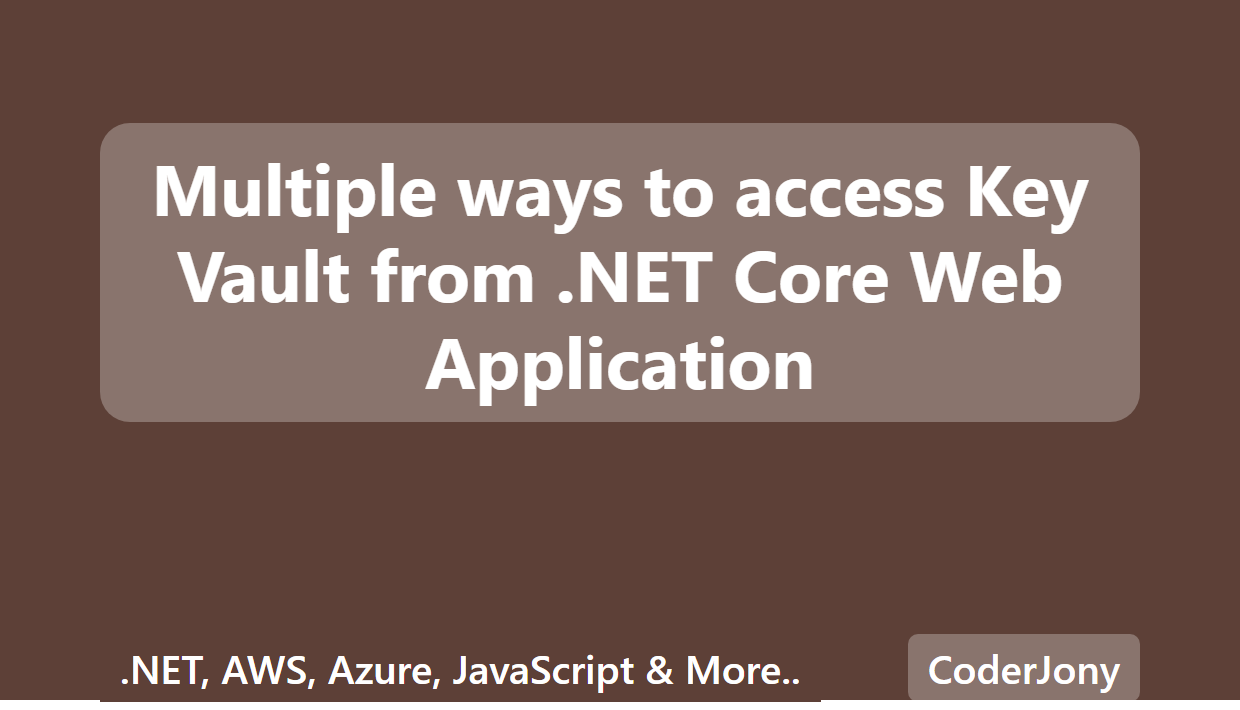 Multiple ways to access Key
Vault from .NET Core Web
Application
.NET, AWS, Azure, JavaScript & More..
CoderJony